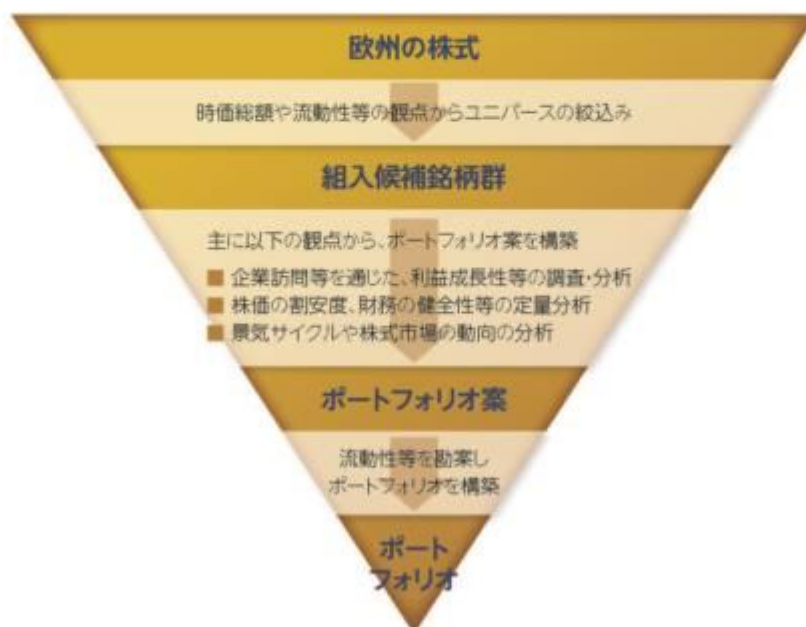 欧州の株式
時価総額や流動性等の観点からユニバースの絞込み
組入候補銘柄群
主に以下の観点から、ポートフォリオ案を構築
■ 企業訪問等を通じた、利益成長性等の調査・分析
■ 株価の割安度、財務の健全性等の定量分析
■ 景気サイクルや株式市場の動向の分析
ポートフォリオ案
流動性等を勘案し
ポートフォリオを構築
ポート
フォリオ